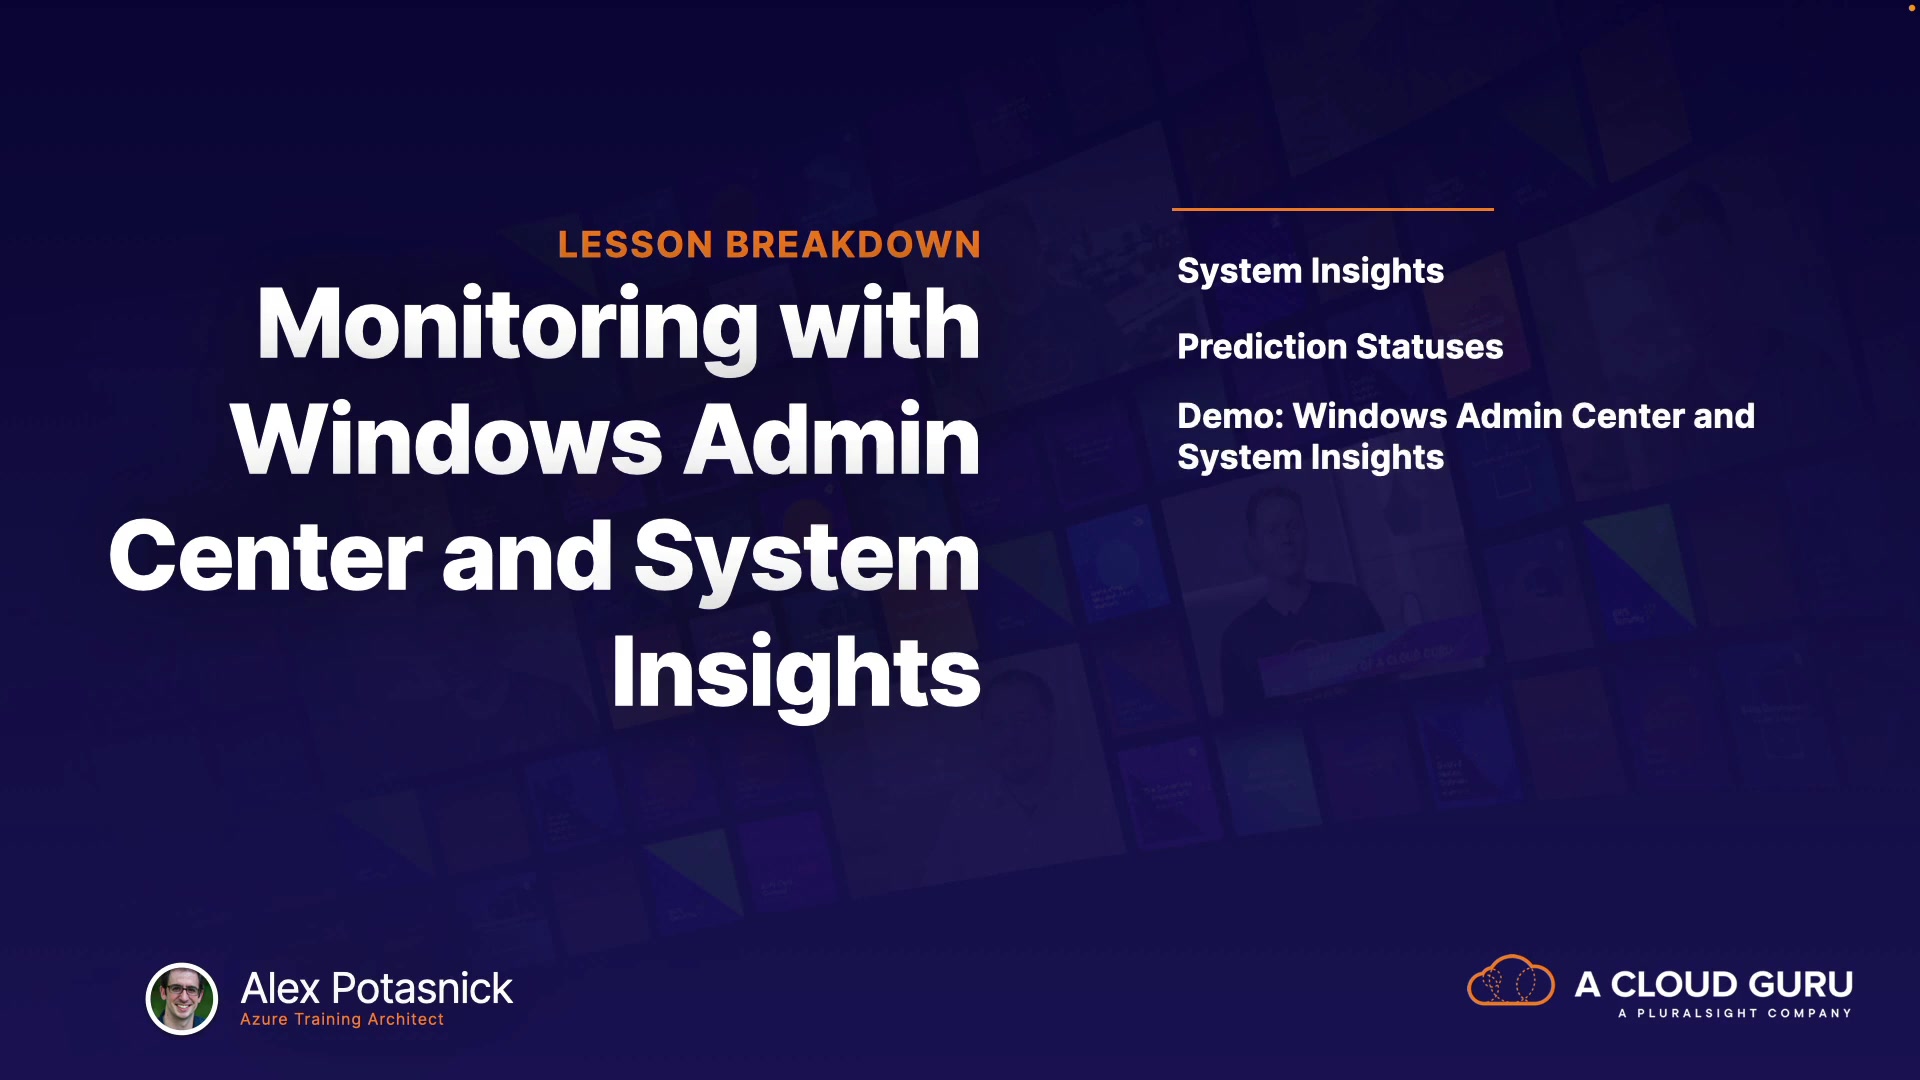 LESSON BREAKDOWN
Monitoring with
Windows Admin
Center and System
Insights
System Insights
Prediction Statuses
Demo: Windows Admin Center and
System Insights
Alex Potasnick
Azure Training Architect
A CLOUD GURU
A PLURALSIGHT COMPANY